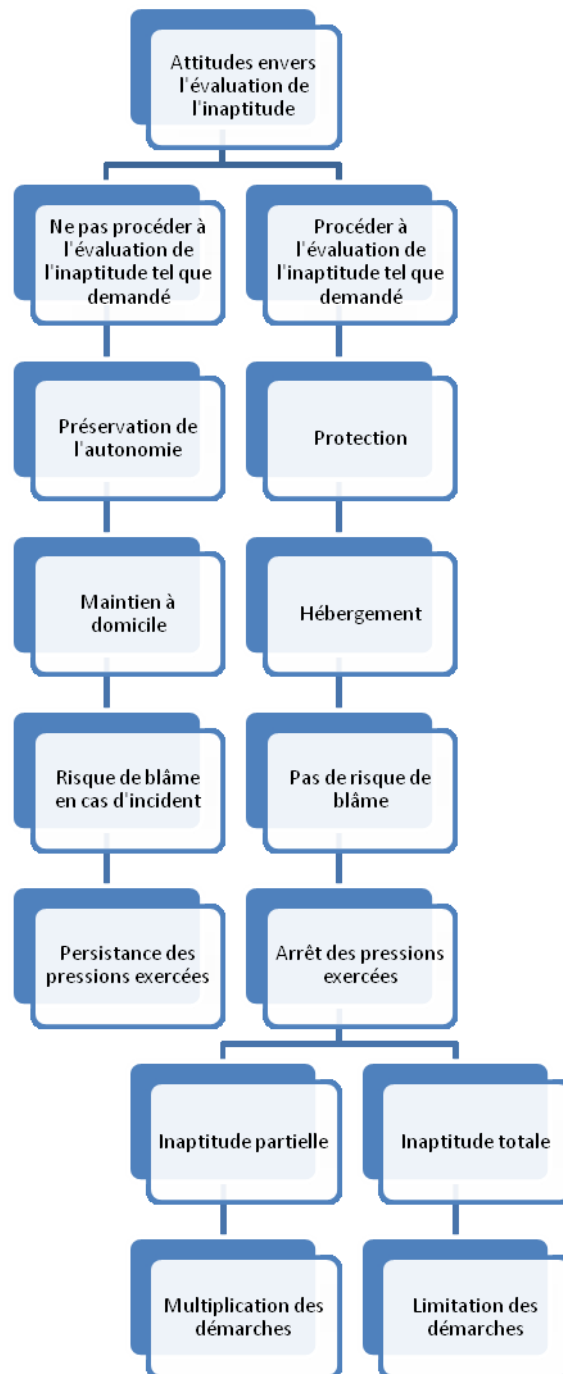 Attitudes envers
l'évaluation de
l'inaptitude
Ne pas procéder à
l'évaluation de
l'inaptitude tel que
demandé
Procéder à
l'évaluation de
l'inaptitude tel que
demandé
Préservation de
l'autonomie
Protection
Maintien à
domicile
Hébergement
Risque de blâme
en cas d'incident
Pas de risque de
blâme
Persistance des
pressions exercées
Arrêt des pressions
exercées
Inaptitude partielle
Inaptitude totale
Multiplication des
démarches
Limitation des
démarches